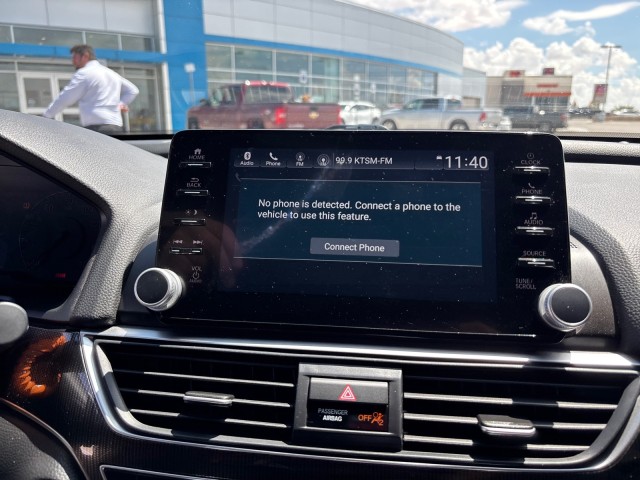 HOME
BACK
VOL
Audio
Phone
FM
99.9 KTSM-FM
11:40
No phone is detected. Connect a phone to the
vehicle to use this feature.
Connect Phone
CLOCK
PHONE
AUDIO
SOURCE
TUNE /
SCROLL
PASSENGER
AIRBAG
OFF